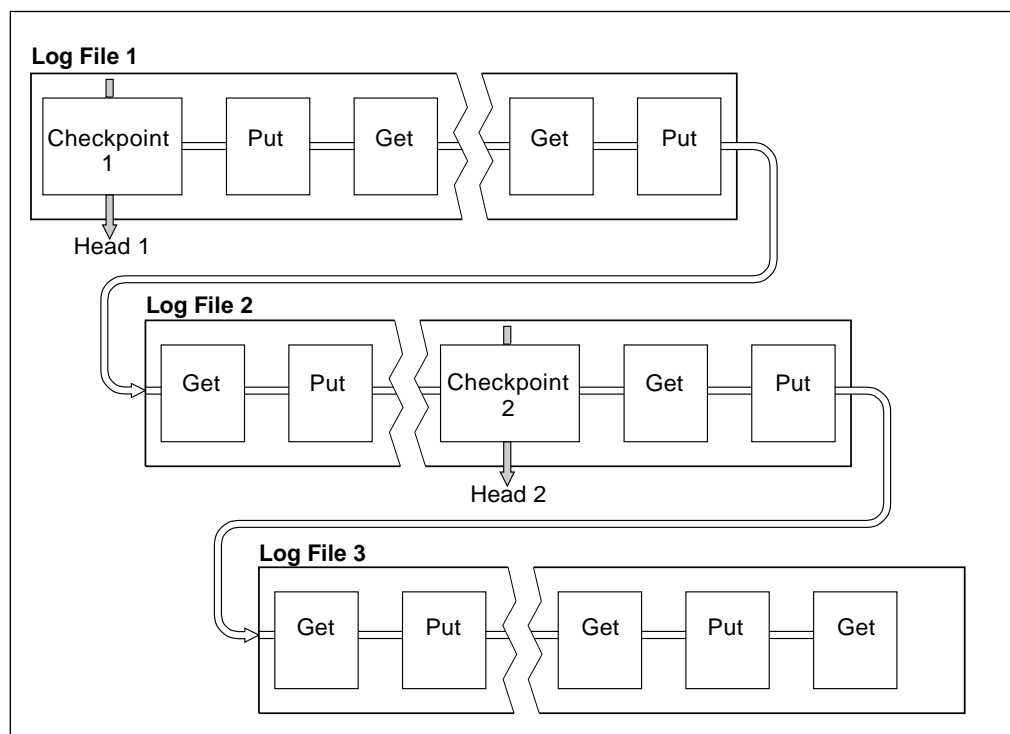 Log File 1
Checkpoint
1
Put
Get
Get
Put
Head 1
Log File 2
Get
Put
Checkpoint
2
Get
Put
Head 2
Log File 3
Get
Put
Get
Put
Get